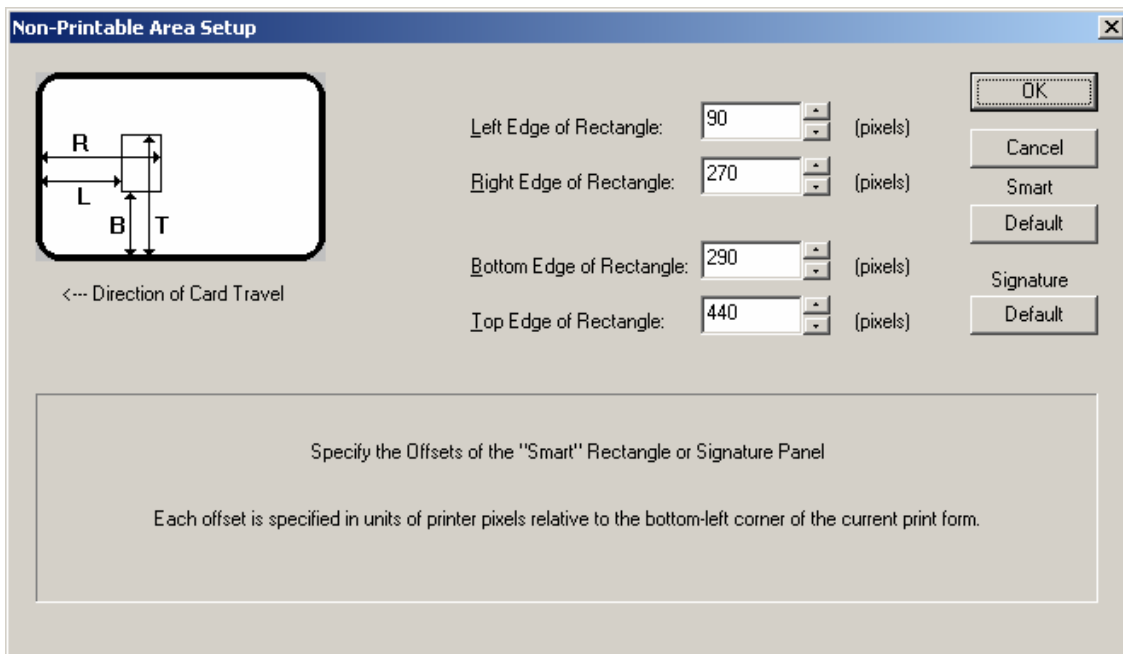 Non-Printable Area Setup
R
L
B T
<--- Direction of Card Travel
Left Edge of Rectangle: 90 (pixels)
Right Edge of Rectangle: 270 (pixels)
Bottom Edge of Rectangle: 290 (pixels)
Top Edge of Rectangle: 440 (pixels)
OK
Cancel
Smart
Default
Signature
Default
Specify the Offsets of the "Smart" Rectangle or Signature Panel
Each offset is specified in units of printer pixels relative to the bottom-left corner of the current print form.